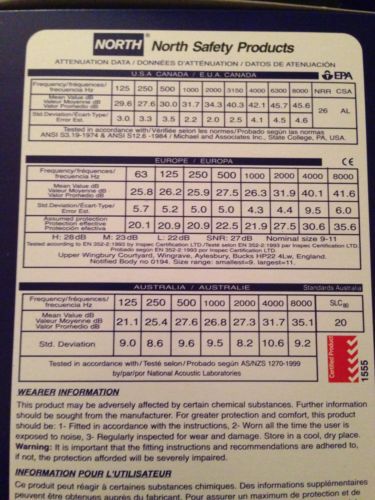 NORTH® North Safety Products
ATTENUATION DATA / DONNÉES D'ATTÉNUATION / DATOS DE ATENUACIÓN
U.S.A. CANADA / E.U.A. CANADA EPA
Frequency/fréquences/ frecuencia Hz 125 250 500 1000 2000 3150 4000 6300 8000 NRR CSA
Mean Value dB
Valeur Moyenne dB 29.6 27.6 30.0 31.7 34.3 40.3 42.1 45.7 45.6 26 AL
Valor Promedio dB
Std.Deviation/Écart-Type/ Error Est. 3.0 3.3 3.5 2.2 2.0 2.5 4.1 4.5 4.6
Tested in accordance with/Vérifiée selon les normes/Probado según las normas
ANSI S3.19-1974 & ANSI S12.6-1984 / Michael and Associates Inc., State College, PA, USA.
EUROPE / EUROPA CE
Frequency/fréquences/ frecuencia Hz 63 125 250 500 1000 2000 4000 8000
Mean Value dB
Valeur Moyenne dB 25.8 26.2 25.9 27.5 26.3 31.9 40.1 41.6
Valor Promedio dB
Std.Deviation/Écart-Type/ Error Est. 5.7 5.2 5.0 5.0 4.3 4.4 9.5 6.0
Assumed protection
Protection effective 20.1 20.9 20.9 22.5 21.9 27.5 30.6 35.6
Protección efectiva
H: 28dB M: 23dB L: 22dB SNR: 27dB Nominal size 9-11
Tested according to EN 352-2:1993 by Inspec Certification LTD./Testé selon EN 352-2:1993 par Inspec Certification LTD.
Probado según EN 352-2:1993 por Inspec Certification LTD.
Upper Wingbury Courtyard, Wingrave, Aylesbury, Bucks HP22 4LW, England.
Notified Body no 0194. Size range: smallest=9. largest=11.
AUSTRALIA / AUSTRALIE Standards Australia
Frequency/fréquences/ frecuencia Hz 125 250 500 1000 2000 4000 8000 SLC80
Mean Value dB
Valeur Moyenne dB 21.1 25.4 27.6 26.8 27.3 31.7 35.1 20
Valor Promedio dB
Std. Deviation 9.0 8.6 9.6 9.5 8.2 10.6 9.2
Tested in accordance with/Testé selon/Probado según AS/NZS 1270-1999
by/par/por National Acoustic Laboratories
Certified Product
1555
WEARER INFORMATION
This product may be adversely affected by certain chemical substances. Further information
should be sought from the manufacturer. For greater protection and comfort this product
should be: 1- Fitted in accordance with the instructions, 2- Worn all the time the user is
exposed to noise, 3- Regularly inspected for wear and damage. Store in a cool, dry place.
Warning: It is important that the fitting instructions and recommendations are adhered to,
if not, the protection afforded will be severely impaired.
INFORMATION POUR L'UTILISATEUR
Ce produit peut réagir à certaines substances chimiques. Des informations supplémentaires
peuvent être obtenues auprès du fabricant. Pour assurer un maximum de protection et de